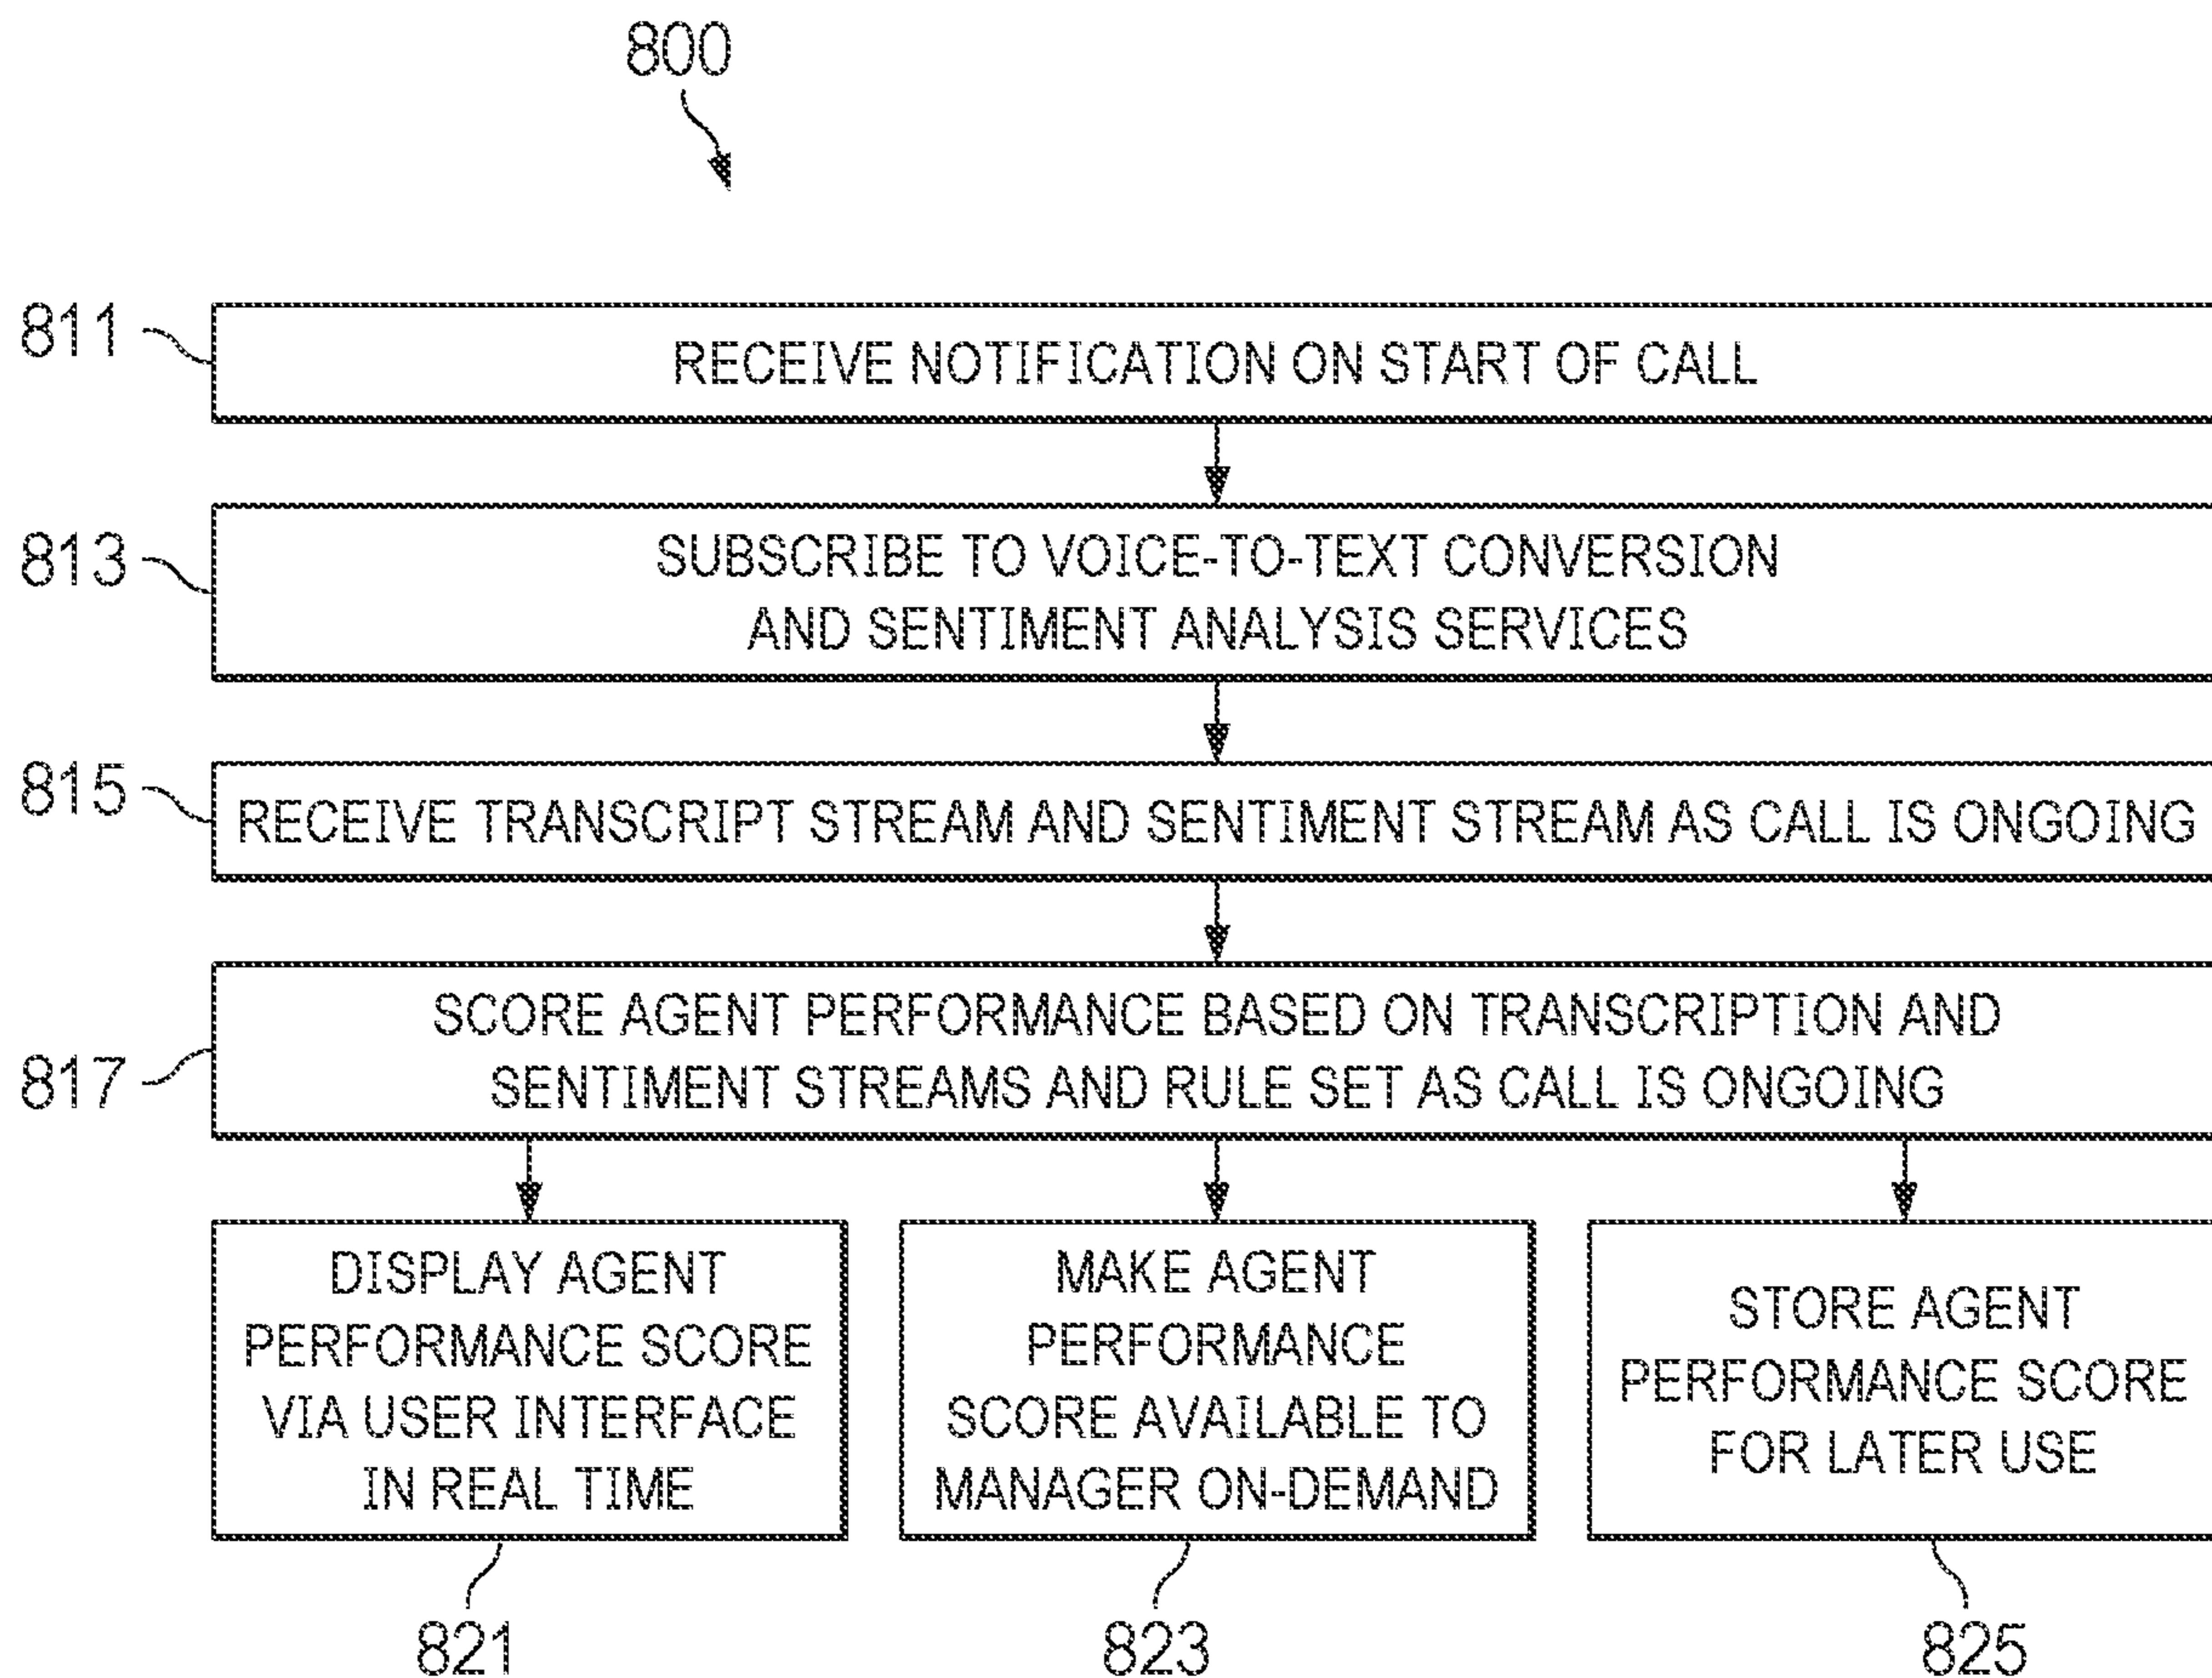 800
811
RECEIVE NOTIFICATION ON START OF CALL
813
SUBSCRIBE TO VOICE-TO-TEXT CONVERSION
AND SENTIMENT ANALYSIS SERVICES
815
RECEIVE TRANSCRIPT STREAM AND SENTIMENT STREAM AS CALL IS ONGOING
817
SCORE AGENT PERFORMANCE BASED ON TRANSCRIPTION AND
SENTIMENT STREAMS AND RULE SET AS CALL IS ONGOING
DISPLAY AGENT
PERFORMANCE SCORE
VIA USER INTERFACE
IN REAL TIME
MAKE AGENT
PERFORMANCE
SCORE AVAILABLE TO
MANAGER ON-DEMAND
STORE AGENT
PERFORMANCE SCORE
FOR LATER USE
821
823
825